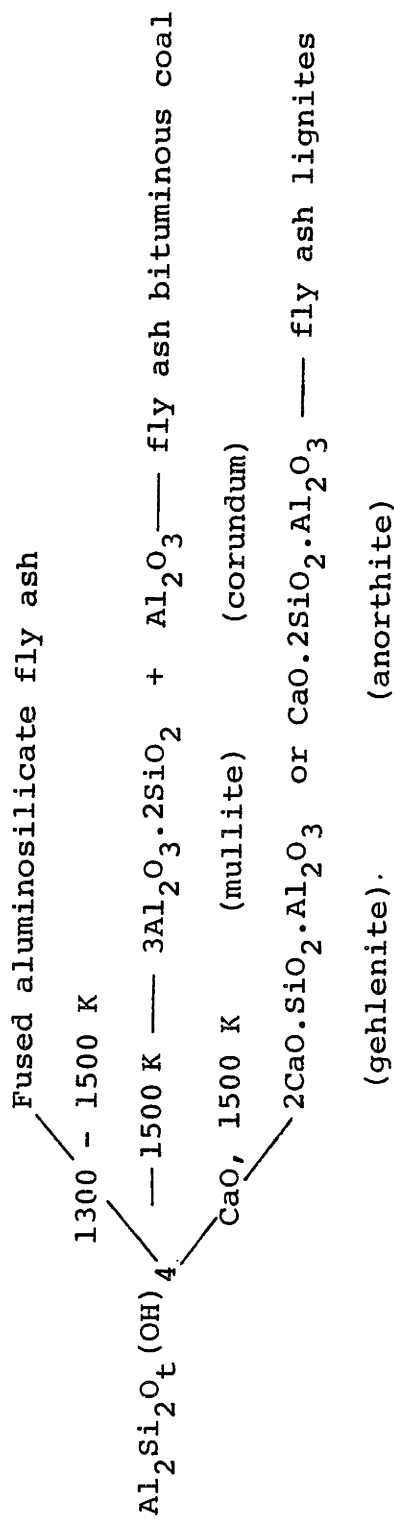 Fused aluminosilicate fly ash
1300 - 1500 K
Al₂Si₂Oₜ(OH)₄ — 1500 K — 3Al₂O₃.2SiO₂ + Al₂O₃ — fly ash bituminous coal
(mullite) (corundum)
CaO, 1500 K
2CaO.SiO₂.Al₂O₃ or CaO.2SiO₂.Al₂O₃ — fly ash lignites
(gehlenite). (anorthite)